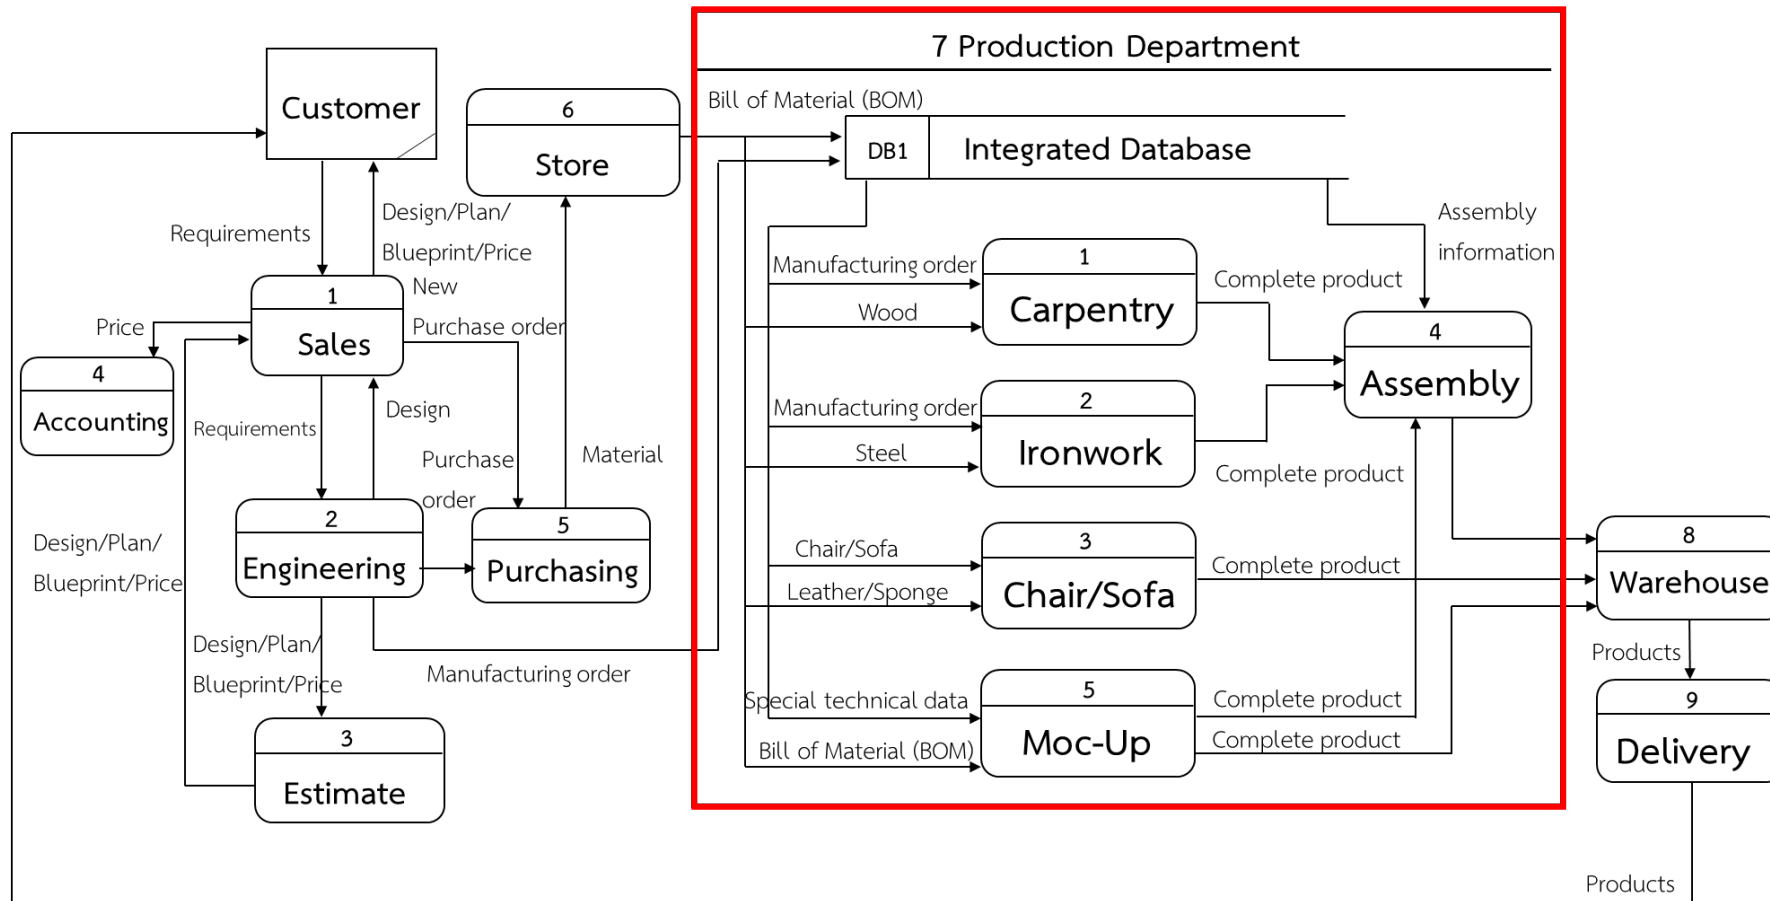 7 Production Department
Customer
6
Store
Bill of Material (BOM)
DB1
Integrated Database
Requirements
Design/Plan/
Blueprint/Price
Assembly
information
1
Sales
New
Purchase order
Price
4
Accounting
Manufacturing order
Wood
1
Carpentry
Complete product
4
Assembly
Requirements
Design
Purchase
order
Material
Manufacturing order
Steel
2
Ironwork
Complete product
2
Engineering
5
Purchasing
Design/Plan/
Blueprint/Price
Chair/Sofa
Leather/Sponge
3
Chair/Sofa
Complete product
8
Warehouse
Design/Plan/
Blueprint/Price
Manufacturing order
Products
Special technical data
Bill of Material (BOM)
5
Moc-Up
Complete product
Complete product
9
Delivery
3
Estimate
Products